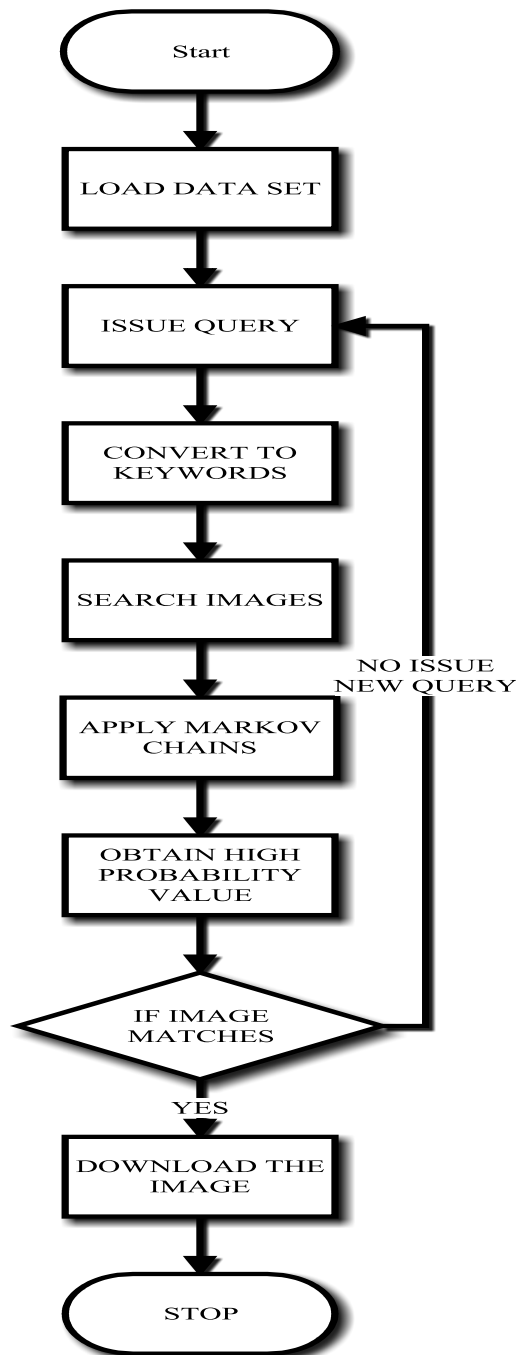 Start
LOAD DATA SET
ISSUE QUERY
CONVERT TO
KEYWORDS
SEARCH IMAGES
NO ISSUE
NEW QUERY
APPLY MARKOV
CHAINS
OBTAIN HIGH
PROBABILITY
VALUE
IF IMAGE
MATCHES
YES
DOWNLOAD THE
IMAGE
STOP